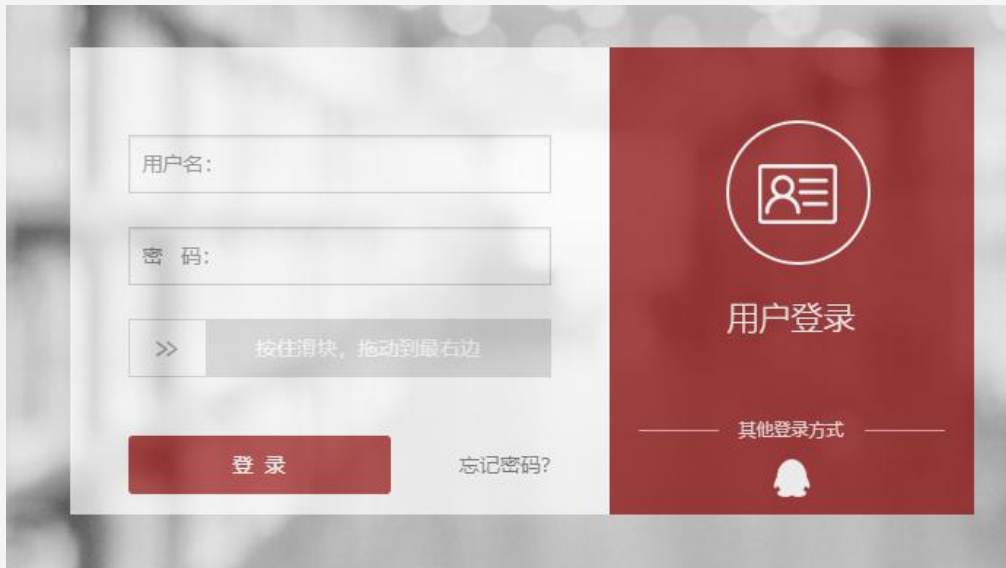 用户名：
密 码：
>> 按住滑块，拖动到最右边
登 录 忘记密码?
用户登录
其他登录方式